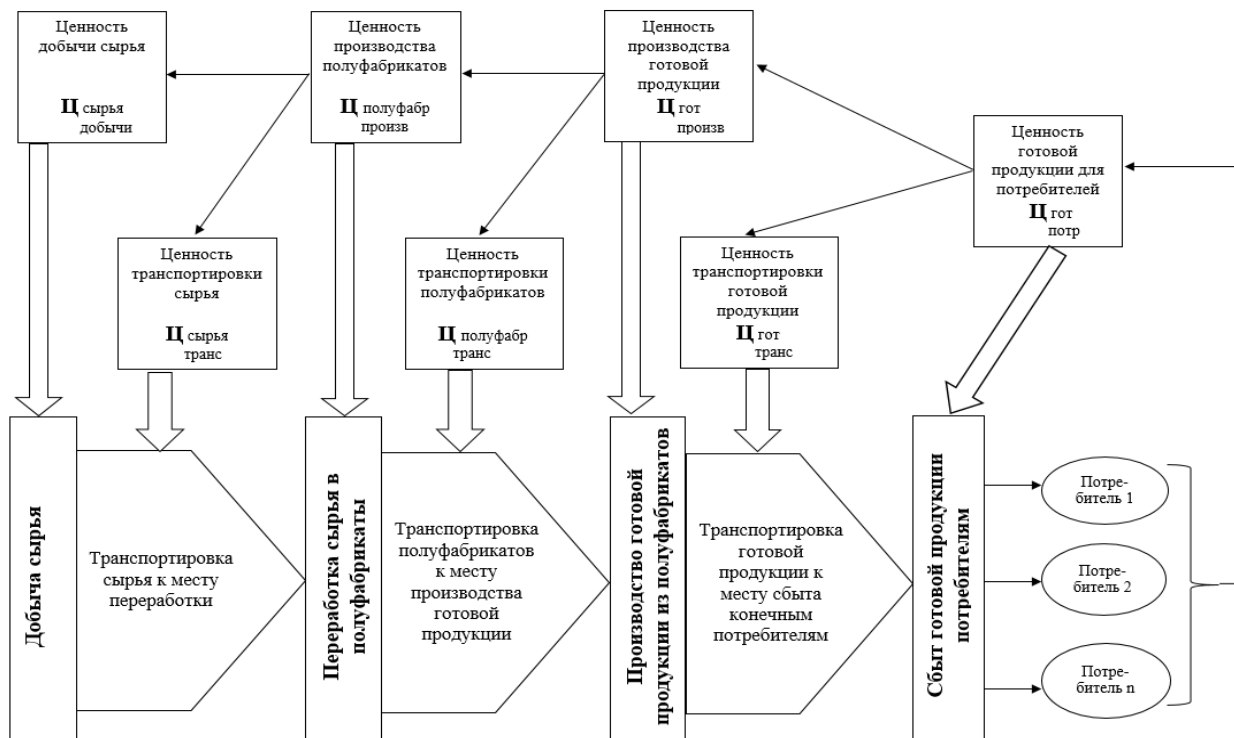 Ценность
добычи сырья
Ц сырья
добычи
Ценность
производства
полуфабрикатов
Ц полуфабр
произв
Ценность
производства
готовой
продукции
Ц гот
произв
Ценность
готовой
продукции для
потребителей
Ц гот
потр
Ценность
транспортировки
сырья
Ц сырья
транс
Ценность
транспортировки
полуфабрикатов
Ц полуфабр
транс
Ценность
транспортировки
готовой
продукции
Ц гот
транс
Добыча сырья
Транспортировка
сырья к месту
переработки
Переработка сырья в
полуфабрикаты
Транспортировка
полуфабрикатов
к месту
производства
готовой
продукции
Производство готовой
продукции из полуфабрикатов
Транспортировка
готовой
продукции к
месту сбыта
конечным
потребителям
Сбыт готовой продукции
потребителям
Потре-
битель 1
Потре-
битель 2
Потре-
битель n